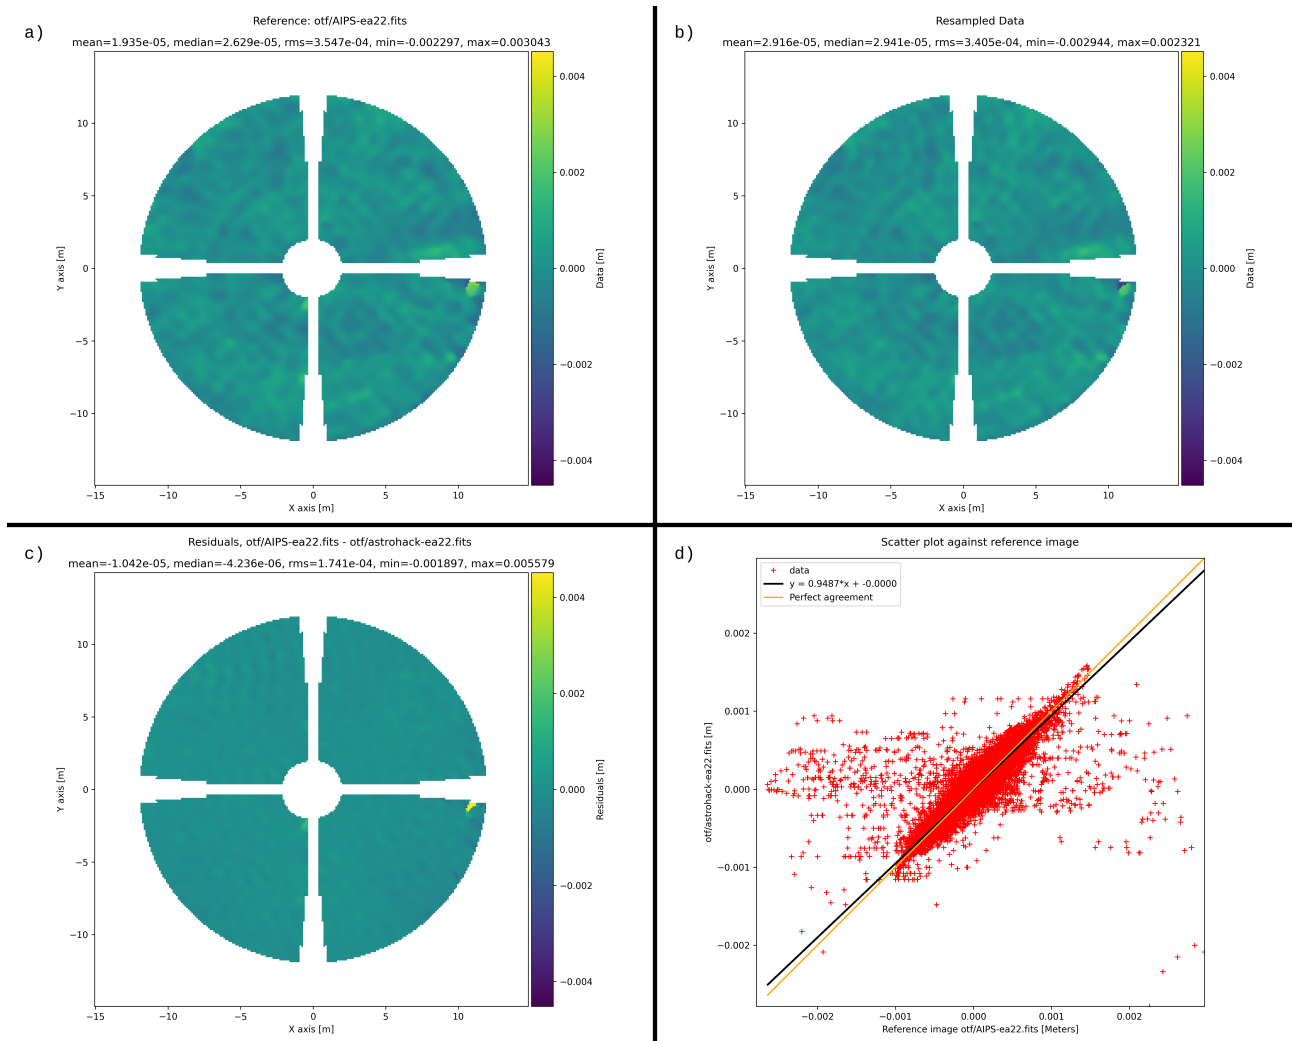 a)
Reference: otf/AIPS-ea22.fits
mean=1.935e-05, median=2.629e-05, rms=3.547e-04, min=-0.002297, max=0.003043
10
5
0
−5
−10
Y axis [m]
−15
−10
−5
0
5
10
X axis [m]
0.004
0.002
0.000
−0.002
−0.004
Data [m]
b)
Resampled Data
mean=2.916e-05, median=2.941e-05, rms=3.405e-04, min=-0.002944, max=0.002321
10
5
0
−5
−10
Y axis [m]
−15
−10
−5
0
5
10
X axis [m]
0.004
0.002
0.000
−0.002
−0.004
Data [m]
c)
Residuals, otf/AIPS-ea22.fits - otf/astrohack-ea22.fits
mean=-1.042e-05, median=-4.236e-06, rms=1.741e-04, min=-0.001897, max=0.005579
10
5
0
−5
−10
Y axis [m]
−15
−10
−5
0
5
10
X axis [m]
0.004
0.002
0.000
−0.002
−0.004
Residuals [m]
d)
Scatter plot against reference image
data
y = 0.9487*x + -0.0000
Perfect agreement
0.002
0.001
0.000
−0.001
−0.002
otf/astrohack-ea22.fits [m]
−0.002
−0.001
0.000
0.001
0.002
Reference image otf/AIPS-ea22.fits [Meters]